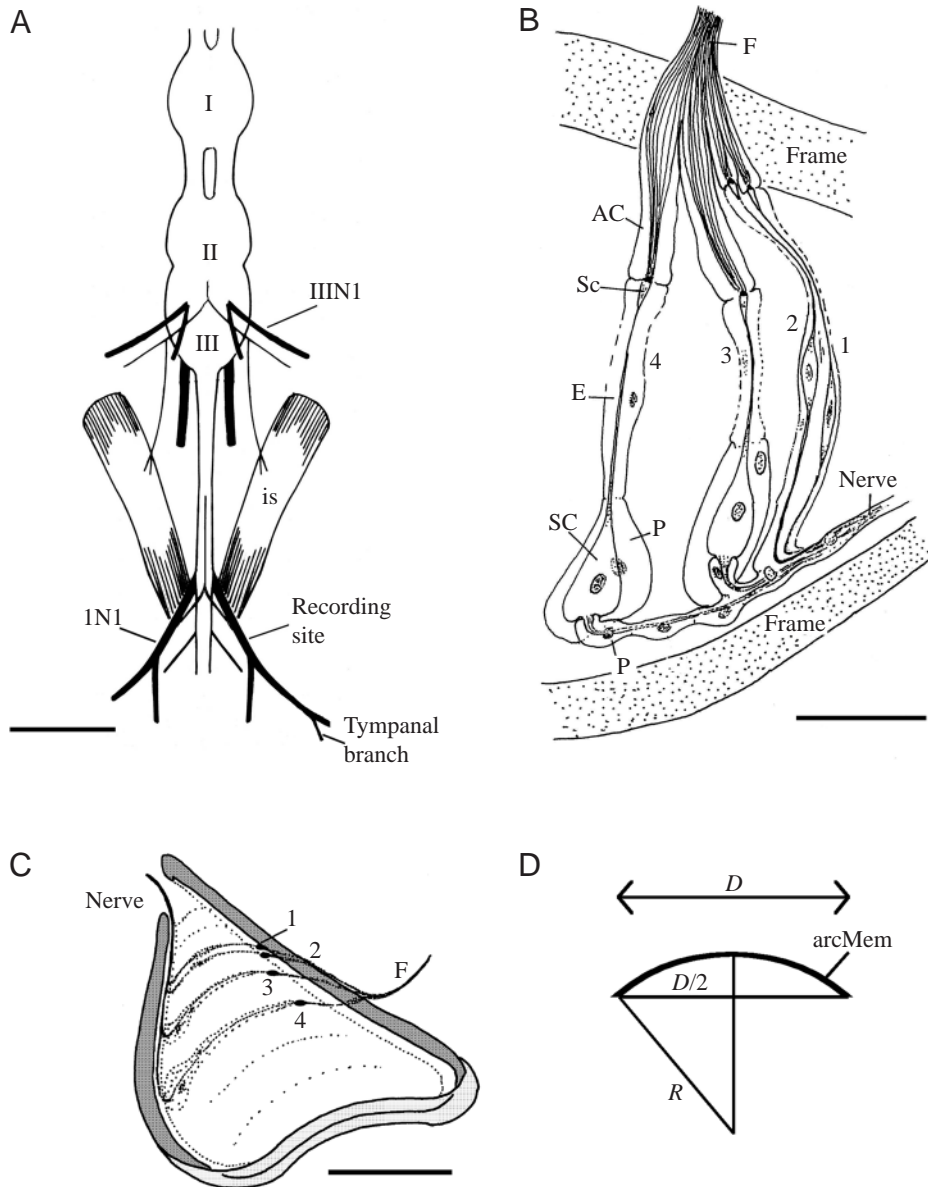 A
I
II
IIIN1
III
is
1N1
Recording
site
Tympanal
branch
B
F
Frame
AC
Sc
2
1
4
3
E
Nerve
SC
P
P
Frame
C
Nerve
1
2
F
3
4
D
D
arcMem
D/2
R